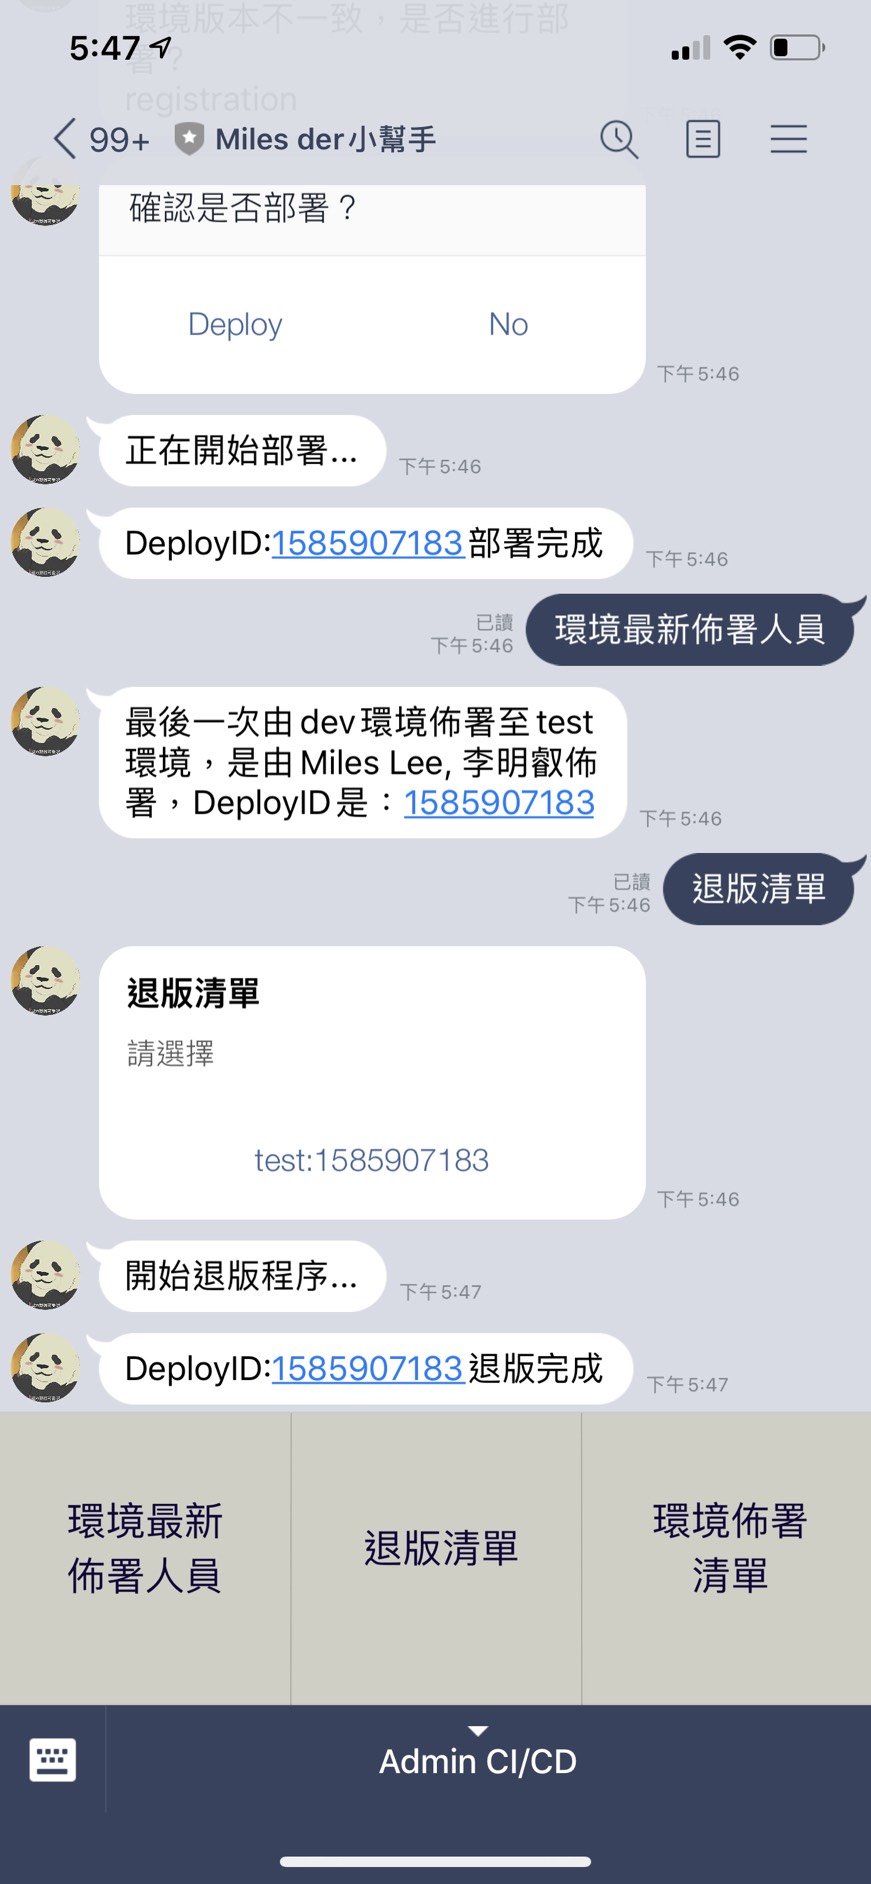 環境版本不一致，是否進行部
署？
registration
5:47
99+ Miles der小幫手
確認是否部署？
Deploy No
下午5:46
正在開始部署...
下午5:46
DeployID:1585907183部署完成
下午5:46
已讀
下午5:46
環境最新佈署人員
最後一次由dev環境佈署至test
環境，是由Miles Lee, 李明叡佈
署，DeployID是：1585907183
下午5:46
已讀
下午5:46
退版清單
退版清單
請選擇
test:1585907183
下午5:46
開始退版程序...
下午5:47
DeployID:1585907183退版完成
下午5:47
環境最新
佈署人員
退版清單
環境佈署
清單
Admin CI/CD